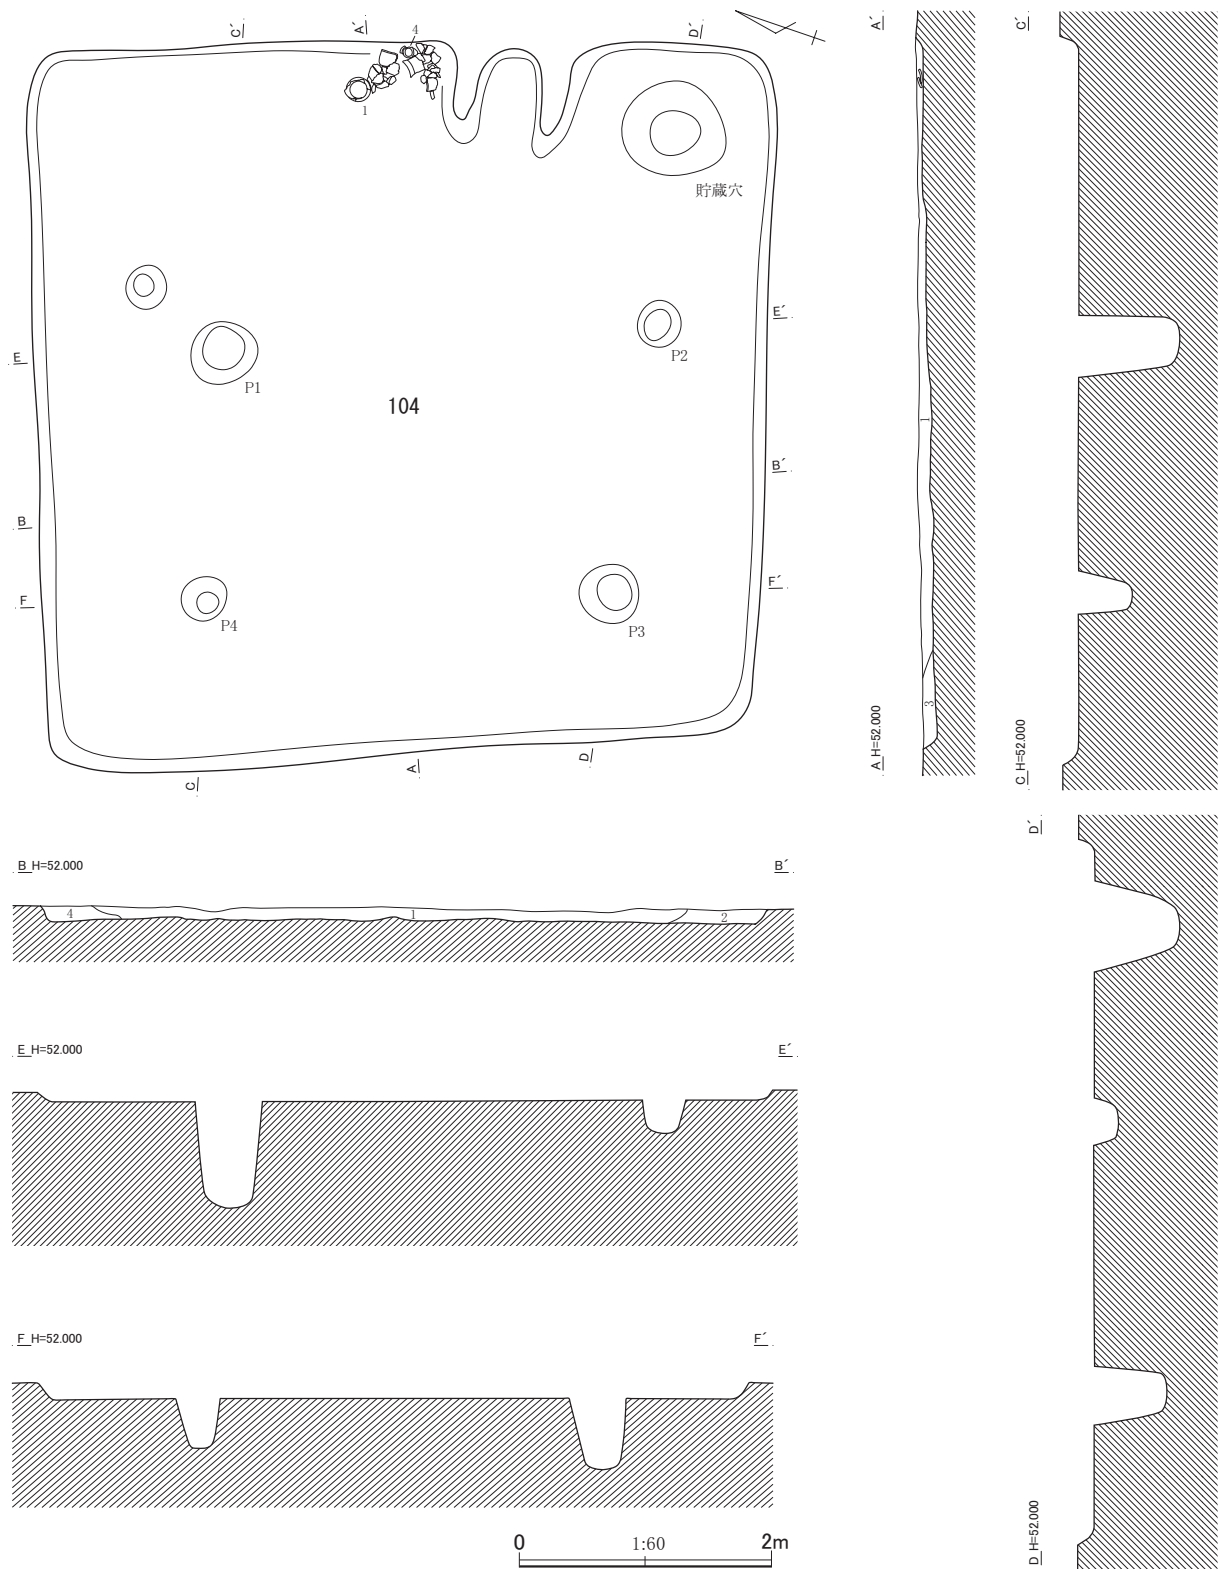 C´
A´
4
D´
1
貯蔵穴
E
E´
P1
P2
104
B´
B
F
F´
P4
P3
C
A
D
A´
1
3
A H=52.000
C´
C H=52.000
B H=52.000
B´
4
1
2
E H=52.000
E´
F H=52.000
F´
D´
D H=52.000
0
1:60
2m